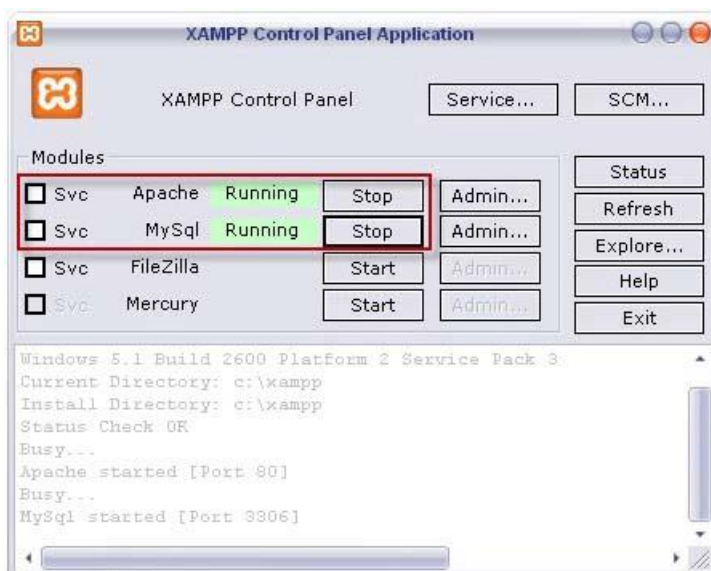 XAMPP Control Panel Application
XAMPP Control Panel
Service...
SCM...
Modules
Svc Apache Running Stop Admin...
Svc MySql Running Stop Admin...
Svc FileZilla Start Admin...
Svc Mercury Start Admin...
Status
Refresh
Explore...
Help
Exit
Windows 5.1 Build 2600 Platform 2 Service Pack 3
Current Directory: c:\xampp
Install Directory: c:\xampp
Status Check OK
Busy...
Apache started [Port 80]
Busy...
MySql started [Port 3306]